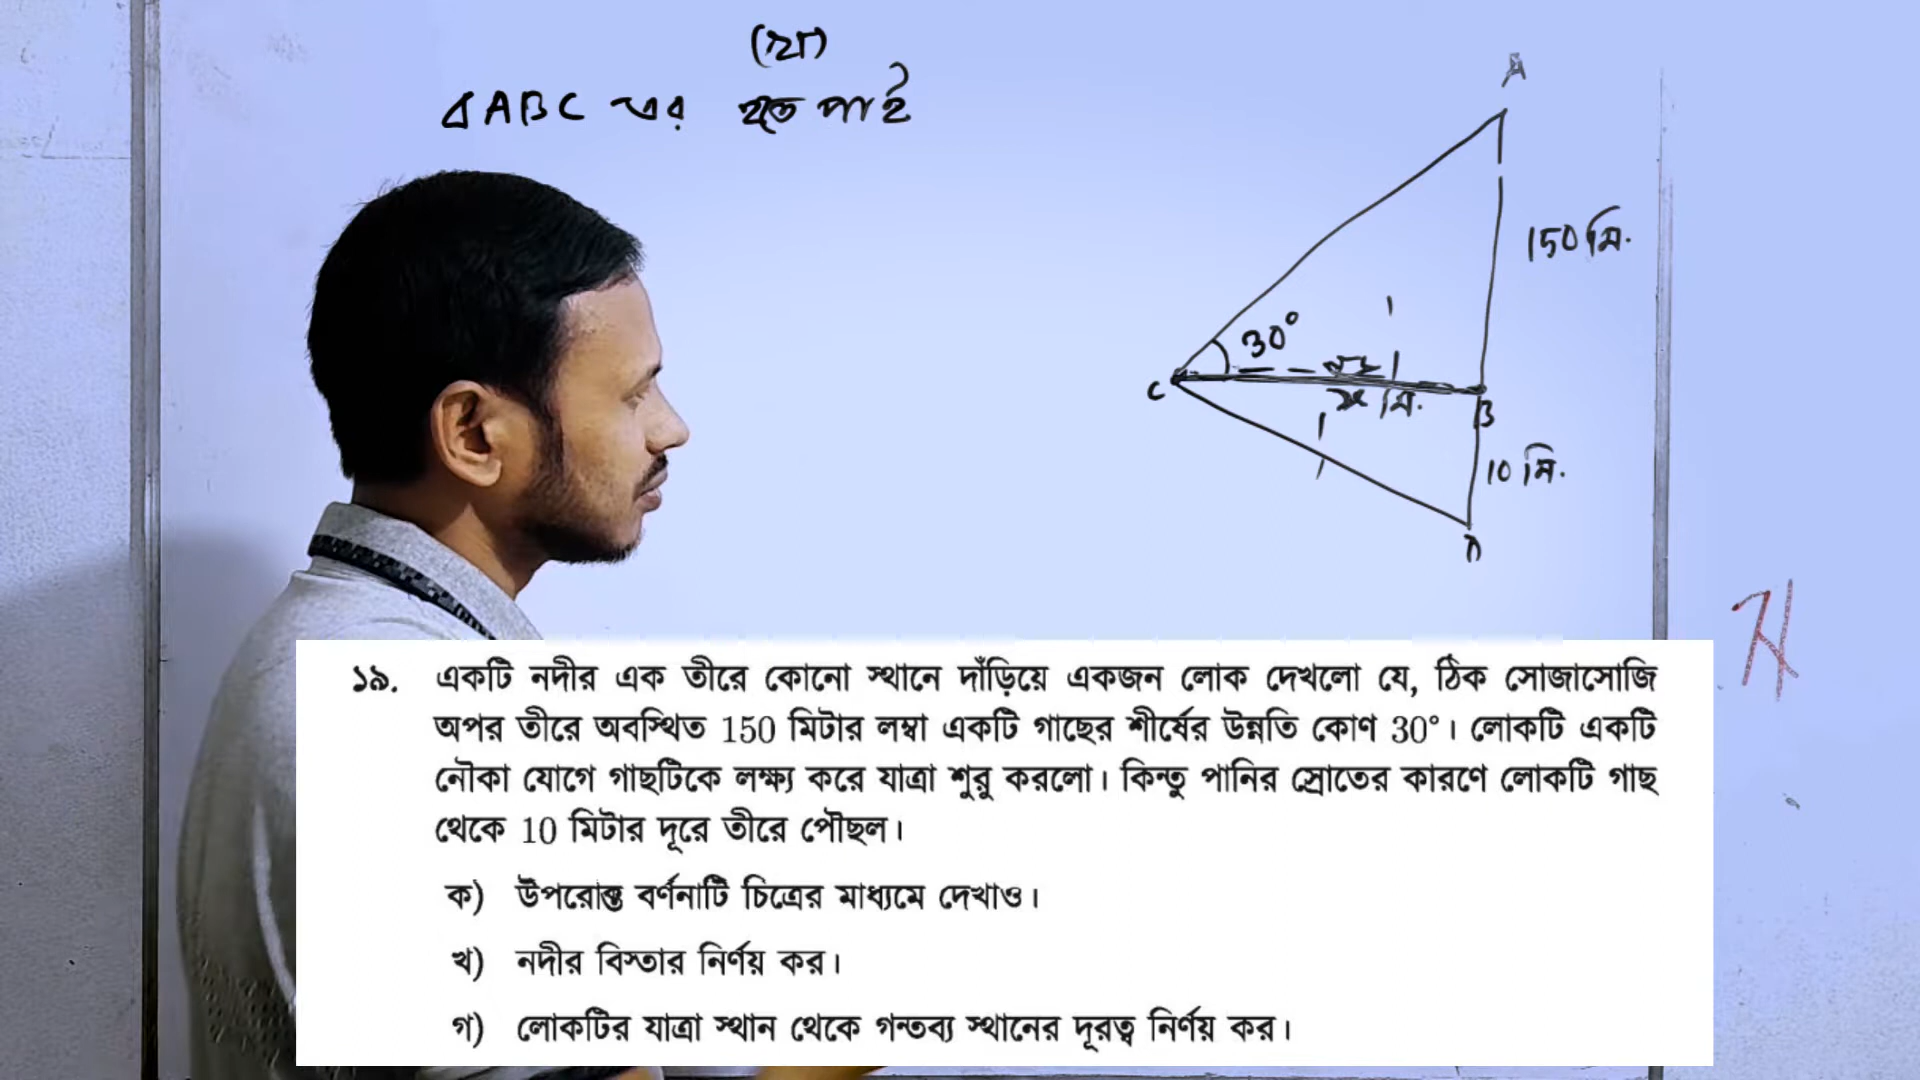 (খ)
ΔABC এর হতে পাই
A
150 মি.
30°
C
x মি.
B
10 মি.
D
১৯. একটি নদীর এক তীরে কোনো স্থানে দাঁড়িয়ে একজন লোক দেখলো যে, ঠিক সোজাসোজি
অপর তীরে অবস্থিত 150 মিটার লম্বা একটি গাছের শীর্ষের উন্নতি কোণ 30°। লোকটি একটি
নৌকা যোগে গাছটিকে লক্ষ্য করে যাত্রা শুরু করলো। কিন্তু পানির স্রোতের কারণে লোকটি গাছ
থেকে 10 মিটার দূরে তীরে পৌছল।
ক) উপরোক্ত বর্ণনাটি চিত্রের মাধ্যমে দেখাও।
খ) নদীর বিস্তার নির্ণয় কর।
গ) লোকটির যাত্রা স্থান থেকে গন্তব্য স্থানের দূরত্ব নির্ণয় কর।